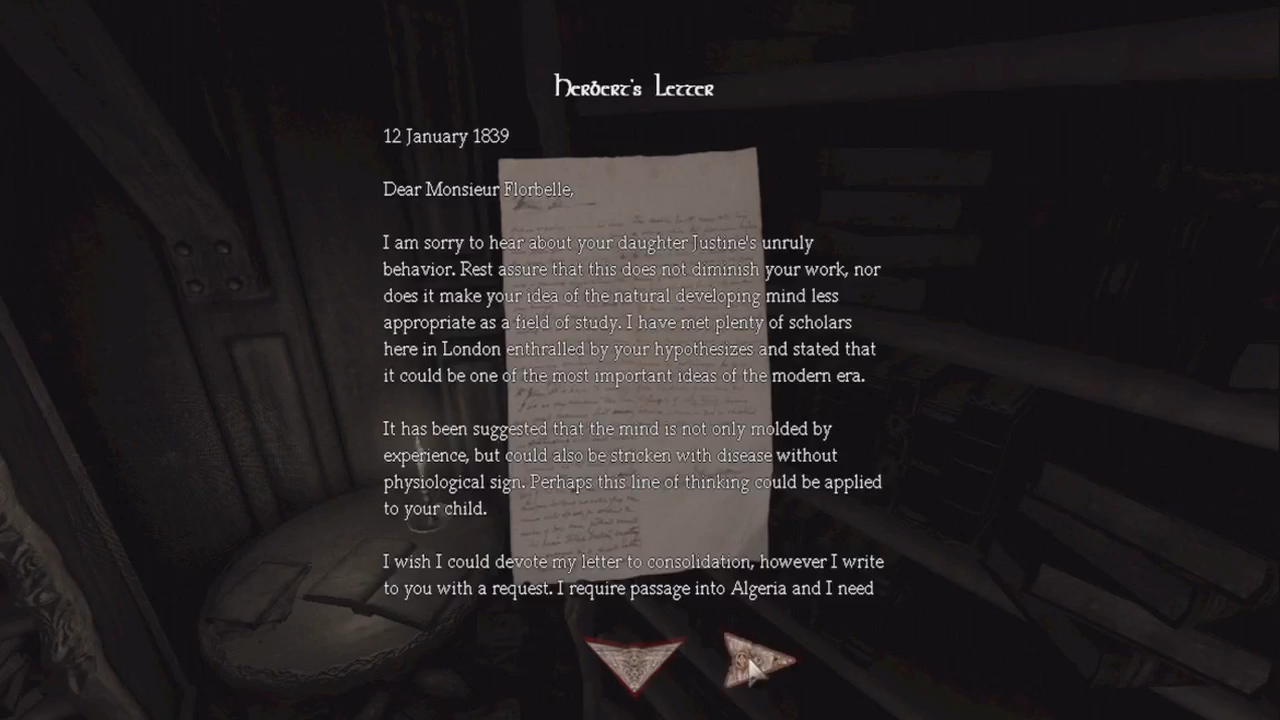 Herbert's Letter
12 January 1839
Dear Monsieur Florbelle,
I am sorry to hear about your daughter Justine's unruly
behavior. Rest assure that this does not diminish your work, nor
does it make your idea of the natural developing mind less
appropriate as a field of study. I have met plenty of scholars
here in London enthralled by your hypothesizes and stated that
it could be one of the most important ideas of the modern era.
It has been suggested that the mind is not only molded by
experience, but could also be stricken with disease without
physiological sign. Perhaps this line of thinking could be applied
to your child.
I wish I could devote my letter to consolidation, however I write
to you with a request. I require passage into Algeria and I need